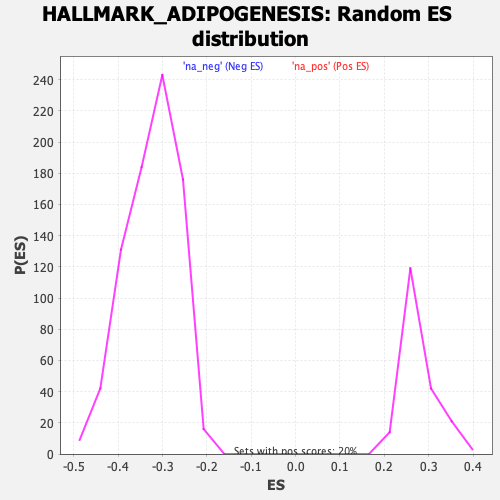 HALLMARK_ADIPOGENESIS: Random ES
distribution
'na_neg' (Neg ES) 'na_pos' (Pos ES)
240
220
200
180
160
140
120
100
80
60
40
20
0
P(ES)
Sets with pos scores: 20%
-0.5 -0.4 -0.3 -0.2 -0.1 0.0 0.1 0.2 0.3 0.4
ES